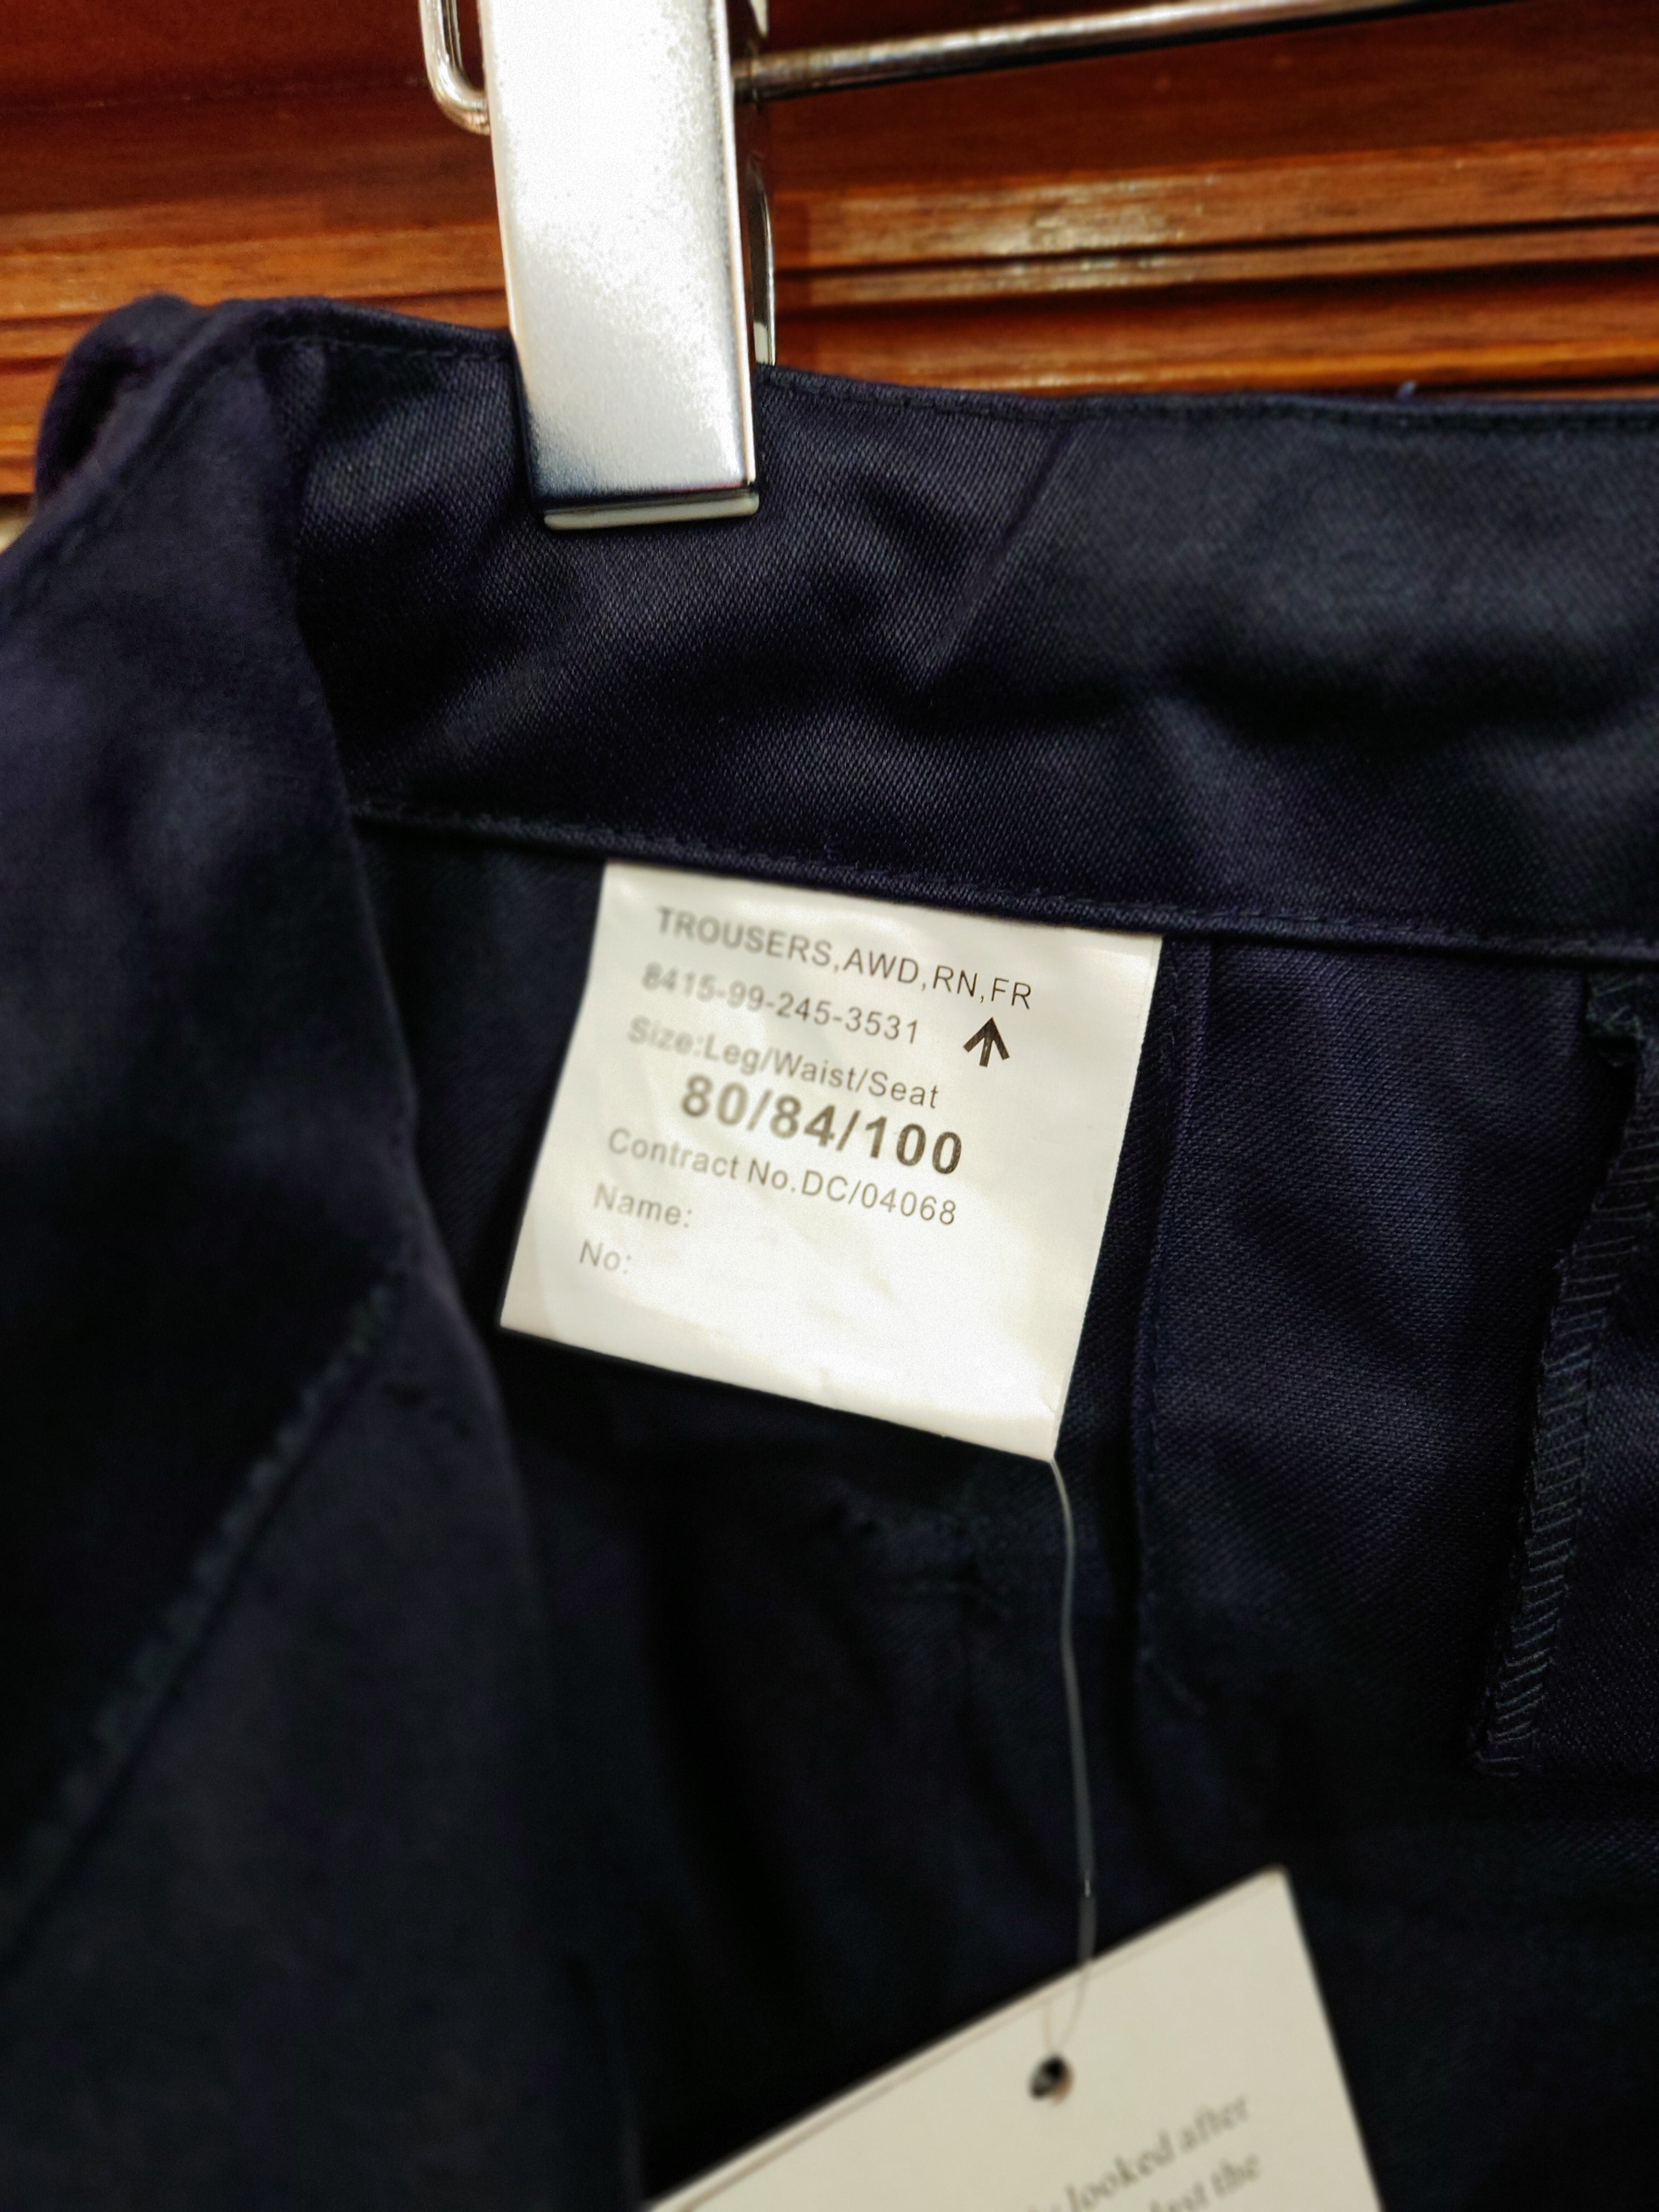 TROUSERS,AWD,RN,FR
8415-99-245-3531
Size:Leg/Waist/Seat
80/84/100
Contract No.DC/04068
Name:
No:
looked after
the